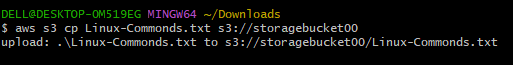 DELL@DESKTOP-OM519EG MINGW64 ~/Downloads
$ aws s3 cp Linux-Commonds.txt s3://storagebucket00
upload: .\Linux-Commonds.txt to s3://storagebucket00/Linux-Commonds.txt